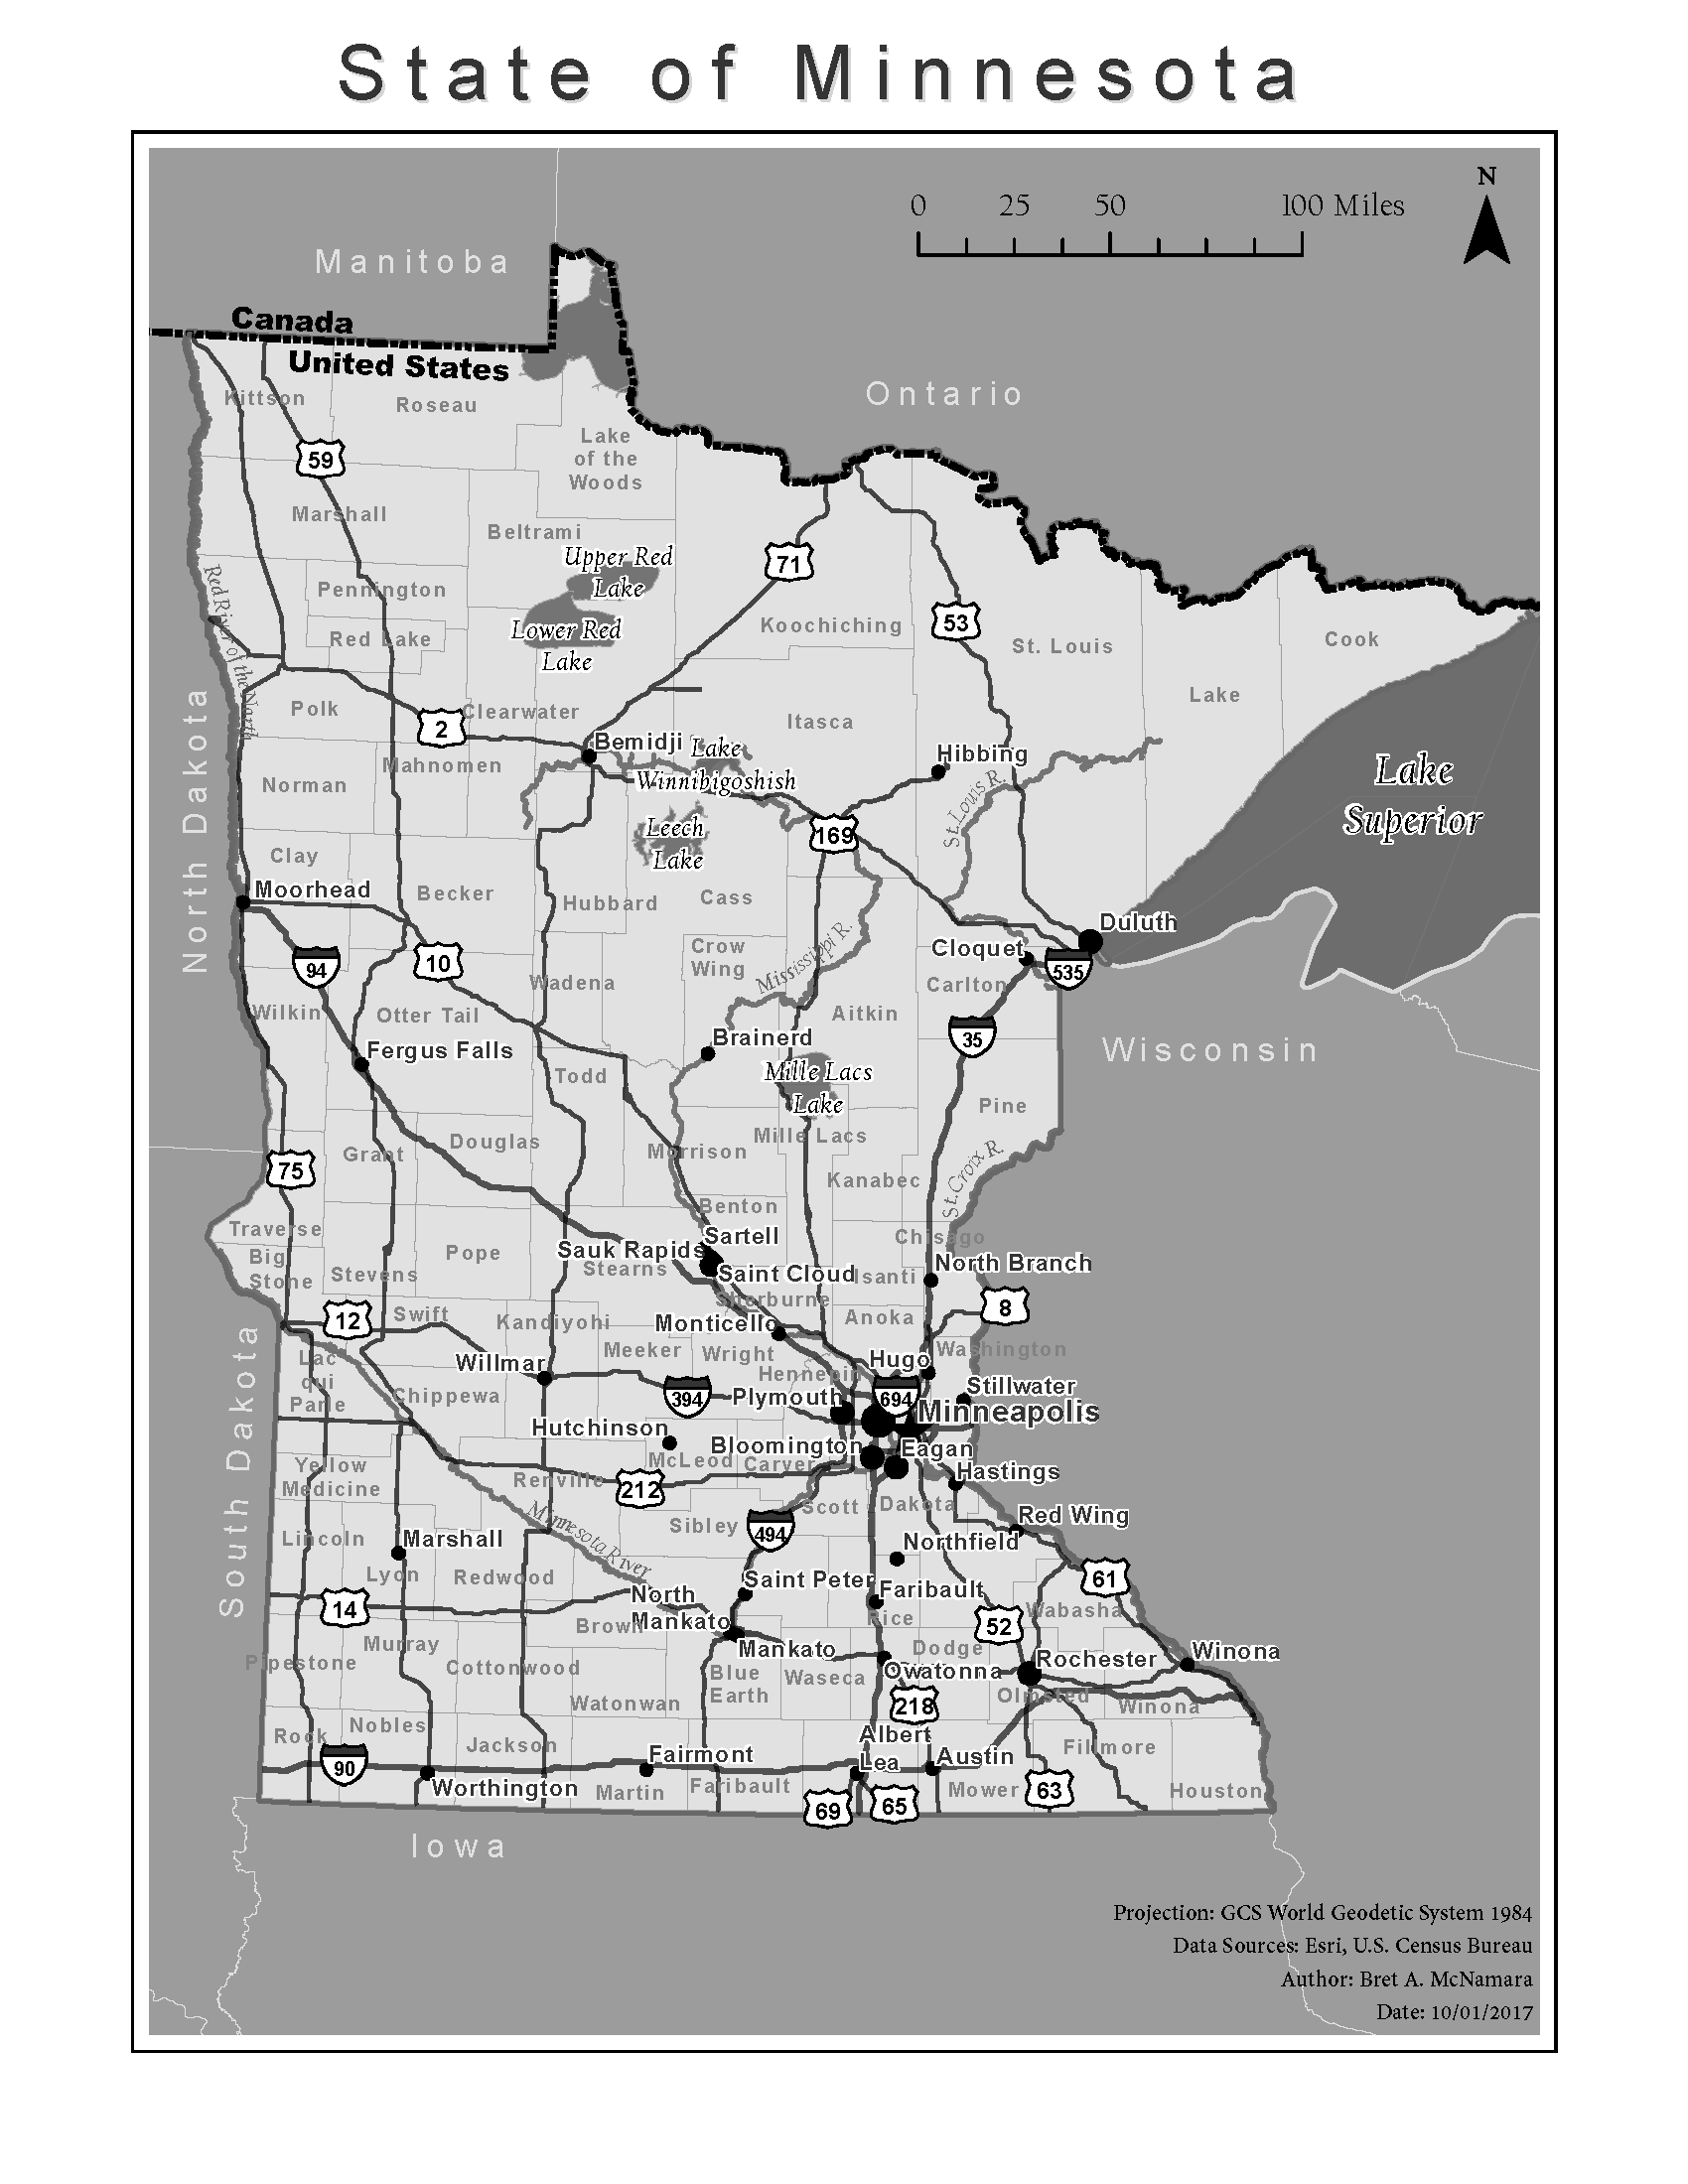 State of Minnesota
N
0 25 50 100 Miles
Manitoba
Canada
United States
Ontario
Kittson
Roseau
Lake
of the
Woods
59
Marshall
Beltrami
Upper Red
Lake
71
Pennington
Red River of the North
Lower Red
Lake
Red Lake
Koochiching
53
St. Louis
Cook
North Dakota
Polk
2
Clearwater
Itasca
Lake
Bemidji
Lake
Winnibigoshish
Hibbing
Mahnomen
Norman
Lake
Superior
St. Louis R.
Leech
Lake
169
Clay
Moorhead
Becker
Hubbard
Cass
Duluth
Crow
Wing
Mississippi R.
Cloquet
535
94
10
Wadena
Carlton
Wilkin
Otter Tail
Aitkin
35
Brainerd
Wisconsin
Fergus Falls
Todd
Mille Lacs
Lake
Pine
Grant
Douglas
Morrison
Mille Lacs
75
Kanabec
St. Croix R.
Benton
Traverse
Sartell
Chisago
Big
Stone
Pope
Sauk Rapids
Stearns
Saint Cloud
Isanti
North Branch
Stevens
Sherburne
8
12
Swift
Kandiyohi
Monticello
Anoka
South Dakota
Lac
qui
Parle
Willmar
Meeker
Wright
Hugo
Washington
Hennepin
Chippewa
394
Plymouth
694
Stillwater
Minneapolis
Hutchinson
Bloomington
Eagan
McLeod
Carver
Hastings
Yellow
Medicine
Renville
212
Scott
Dakota
Minnesota River
Sibley
494
Red Wing
Lincoln
Marshall
Northfield
Lyon
Redwood
Saint Peter
Faribault
61
14
North
Mankato
Brown
Rice
52
Wabasha
Murray
Mankato
Dodge
Pipestone
Cottonwood
Blue
Earth
Waseca
Owatonna
Rochester
Winona
Watonwan
218
Olmsted
Winona
Rock
Nobles
Jackson
Albert
Lea
Fairmont
Austin
Fillmore
90
Worthington
Martin
Faribault
Mower
63
Houston
69
65
Iowa
Projection: GCS World Geodetic System 1984
Data Sources: Esri, U.S. Census Bureau
Author: Bret A. McNamara
Date: 10/01/2017